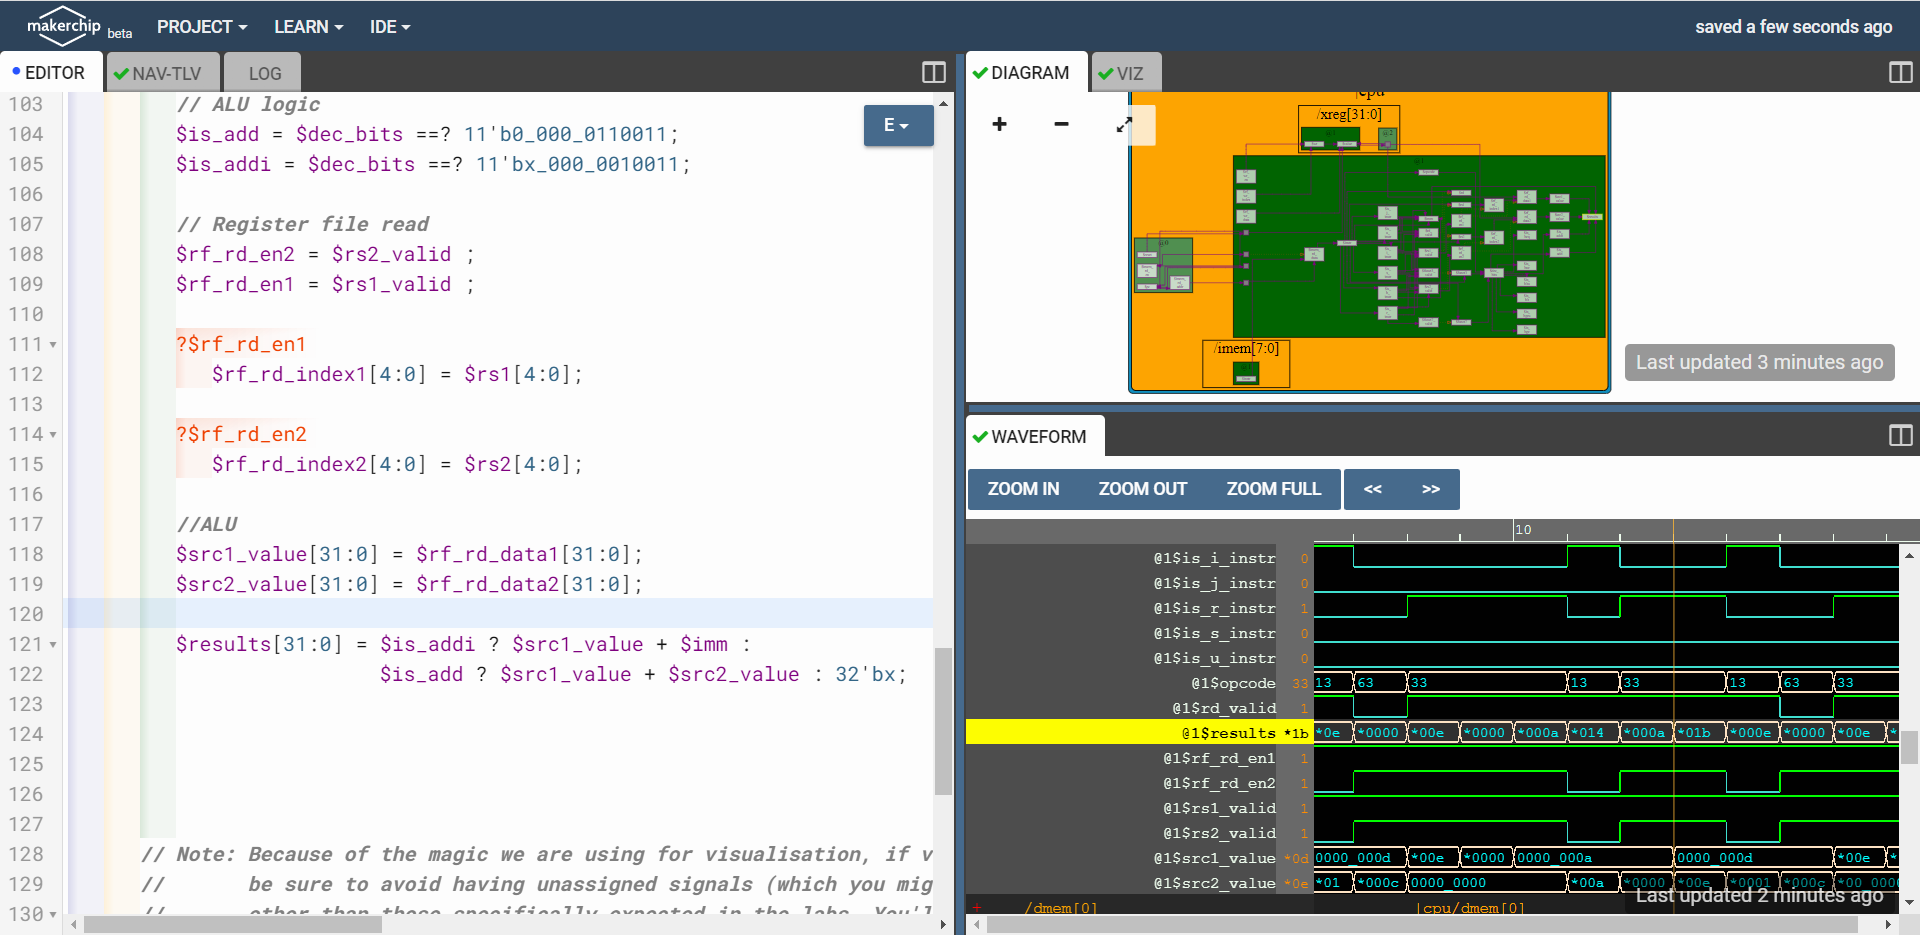 makerchip beta PROJECT LEARN IDE saved a few seconds ago
EDITOR NAV-TLV LOG
103 // ALU logic
104 $is_add = $dec_bits ==? 11'b0_000_0110011;
105 $is_addi = $dec_bits ==? 11'bx_000_0010011;
106
107 // Register file read
108 $rf_rd_en2 = $rs2_valid ;
109 $rf_rd_en1 = $rs1_valid ;
110
111 ?$rf_rd_en1
112 $rf_rd_index1[4:0] = $rs1[4:0];
113
114 ?$rf_rd_en2
115 $rf_rd_index2[4:0] = $rs2[4:0];
116
117 //ALU
118 $src1_value[31:0] = $rf_rd_data1[31:0];
119 $src2_value[31:0] = $rf_rd_data2[31:0];
120
121 $results[31:0] = $is_addi ? $src1_value + $imm :
122 $is_add ? $src1_value + $src2_value : 32'bx;
123
124
125
126
127
128 // Note: Because of the magic we are using for visualisation, if v
129 // be sure to avoid having unassigned signals (which you mig
130 // other than those specifically expected in the labs. You'l
E
DIAGRAM VIZ
+ −
|cpu
/xreg[31:0]
/imem[7:0]
Last updated 3 minutes ago
WAVEFORM
ZOOM IN ZOOM OUT ZOOM FULL << >>
10
@1$is_i_instr 0
@1$is_j_instr 0
@1$is_r_instr 1
@1$is_s_instr 0
@1$is_u_instr 0
@1$opcode 33 13 63 33 13 33 13 63 33
@1$rd_valid 1
@1$results *1b *0e *0000 *00e *0000 *000a *014 *000a *01b *000e *0000 *00e *
@1$rf_rd_en1 1
@1$rf_rd_en2 1
@1$rs1_valid 1
@1$rs2_valid 1
@1$src1_value *0d 0000_000d *00e *0000 0000_000a 0000_000d *00e *
@1$src2_value *0e *01 *000c 0000_0000 *00a *0000 *00e *0001 *000c *00 0000
Last updated 2 minutes ago
+ /dmem[0] |cpu/dmem[0]